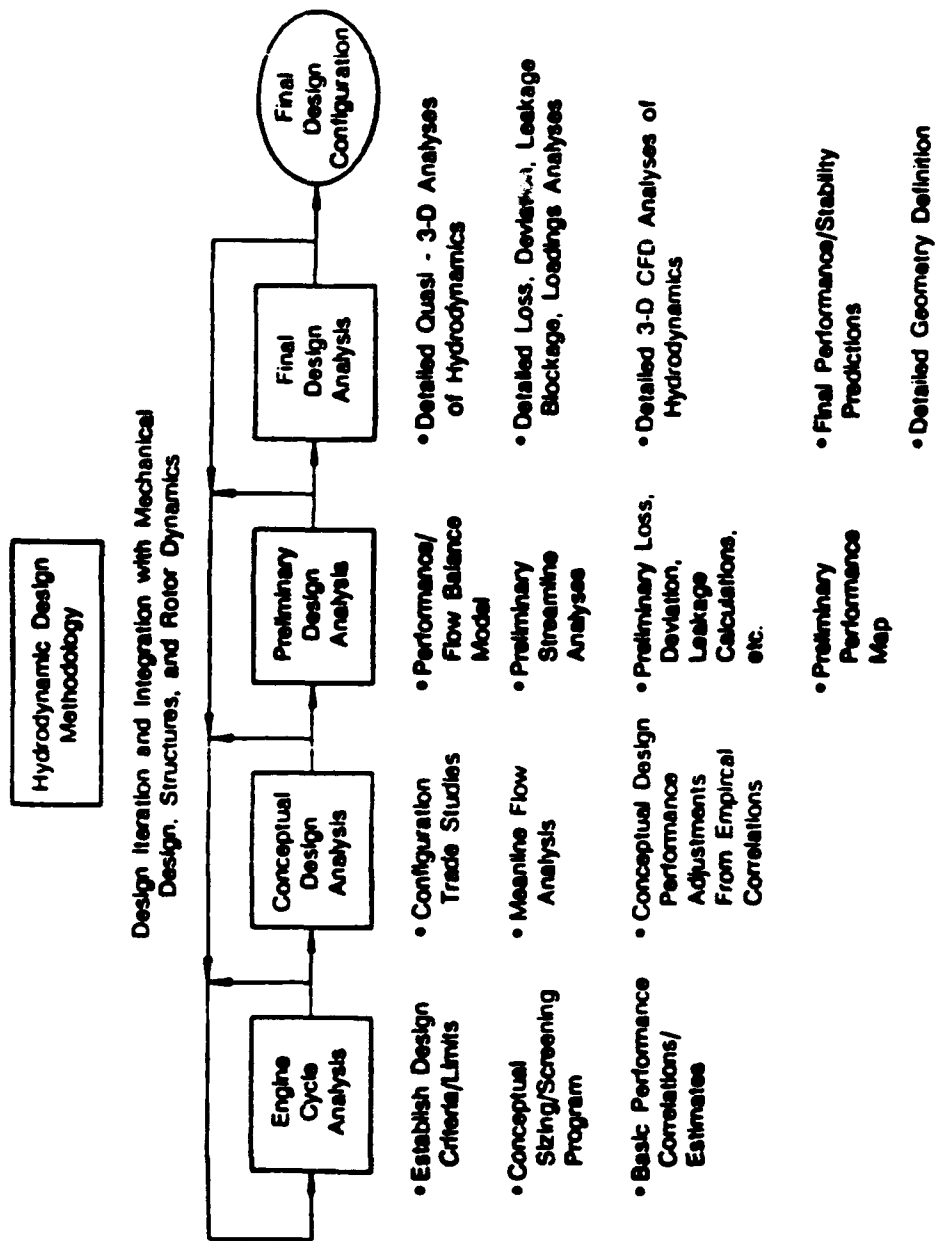 Hydrodynamic Design
Methodology
Design Iteration and Integration with Mechanical
Design, Structures, and Rotor Dynamics
Engine
Cycle
Analysis
Conceptual
Design
Analysis
Preliminary
Design
Analysis
Final
Design
Analysis
Final
Design
Configuration
• Establish Design
Criteria/Limits
• Conceptual
Sizing/Screening
Program
• Basic Performance
Correlations/
Estimates
• Configuration
Trade Studies
• Meanline Flow
Analysis
• Conceptual Design
Performance
Adjustments
From Empircal
Correlations
• Performance/
Flow Balance
Model
• Preliminary
Streamline
Analyses
• Preliminary Loss,
Deviation,
Leakage
Calculations,
etc.
• Preliminary
Performance
Map
• Detailed Quasi - 3-D Analyses
of Hydrodynamics
• Detailed Loss, Deviation, Leakage
Blockage, Loadings Analyses
• Detailed 3-D CFD Analyses of
Hydrodynamics
• Final Performance/Stability
Predictions
• Detailed Geometry Definition